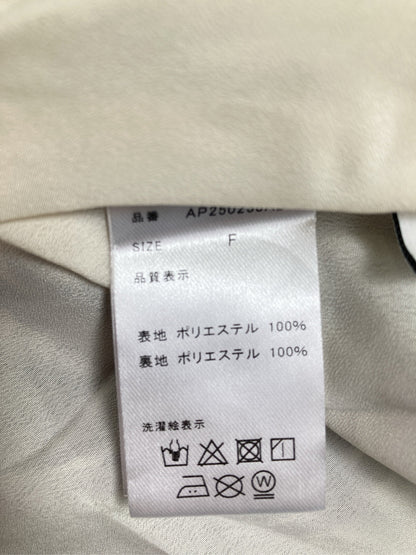 品番
SIZE F
品質表示
表地 ポリエステル 100%
裏地 ポリエステル 100%
洗濯絵表示
W